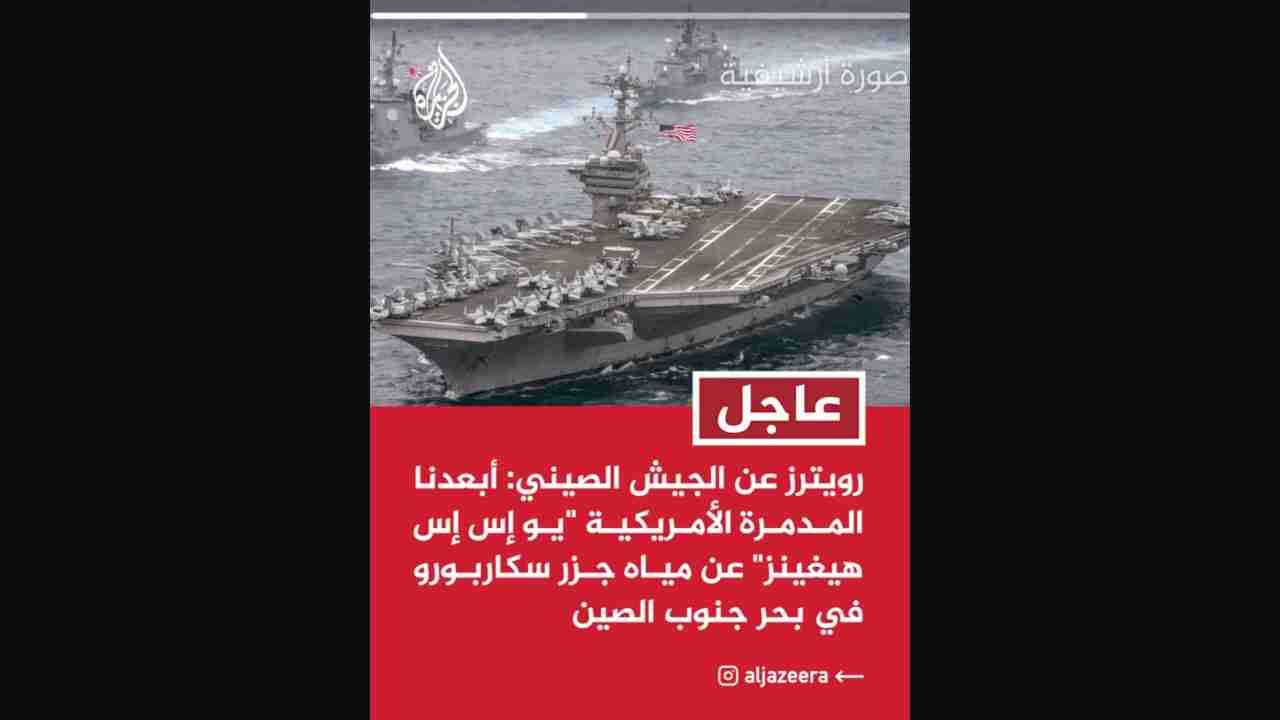 الجزيرة
صورة أرشيفية
عاجل
رويترز عن الجيش الصيني: أبعدنا
المدمرة الأمريكية "يو إس إس
هيغينز" عن مياه جزر سكاربورو
في بحر جنوب الصين
aljazeera